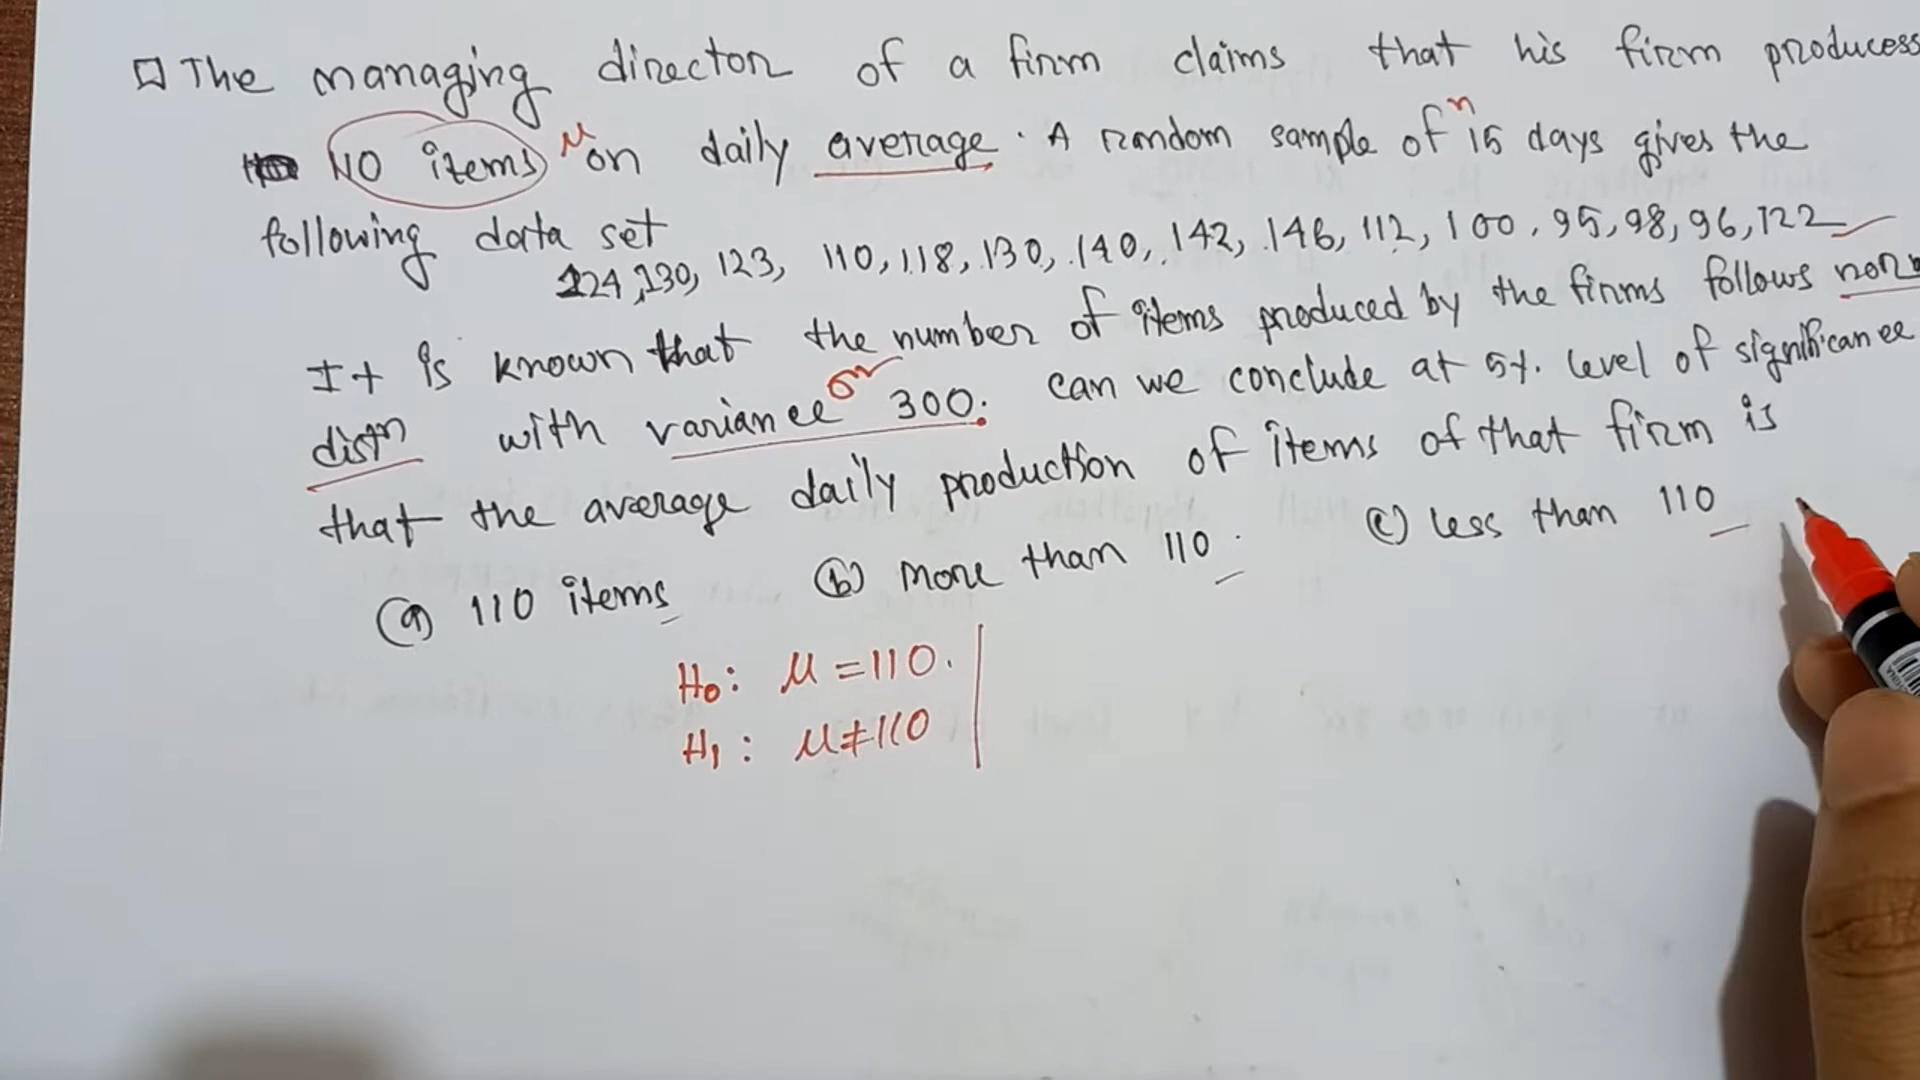 The managing director of a firm claims that his firm producess
110 items μ on daily average. A random sample of n 15 days gives the
following data set
124, 130, 123, 110, 118, 130, 140, 142, 146, 112, 100, 95, 98, 96, 122
It is known that the number of items produced by the firms follows
distn with variance σ² 300. can we conclude at 5% level of significance
that the average daily production of items of that firm is
(a) 110 items (b) more than 110. (c) less than 110
H₀: μ = 110.
H₁: μ ≠ 110